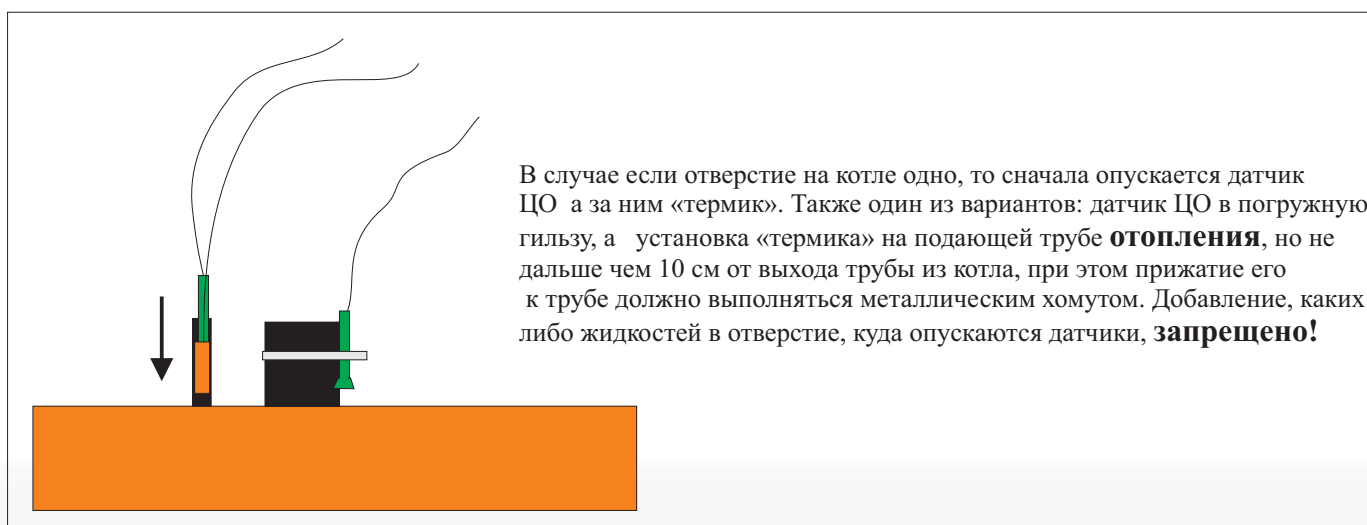 В случае если отверстие на котле одно, то сначала опускается датчик
ЦО а за ним «термик». Также один из вариантов: датчик ЦО в погружную
гильзу, а установка «термика» на подающей трубе отопления, но не
дальше чем 10 см от выхода трубы из котла, при этом прижатие его
к трубе должно выполняться металлическим хомутом. Добавление, каких
либо жидкостей в отверстие, куда опускаются датчики, запрещено!